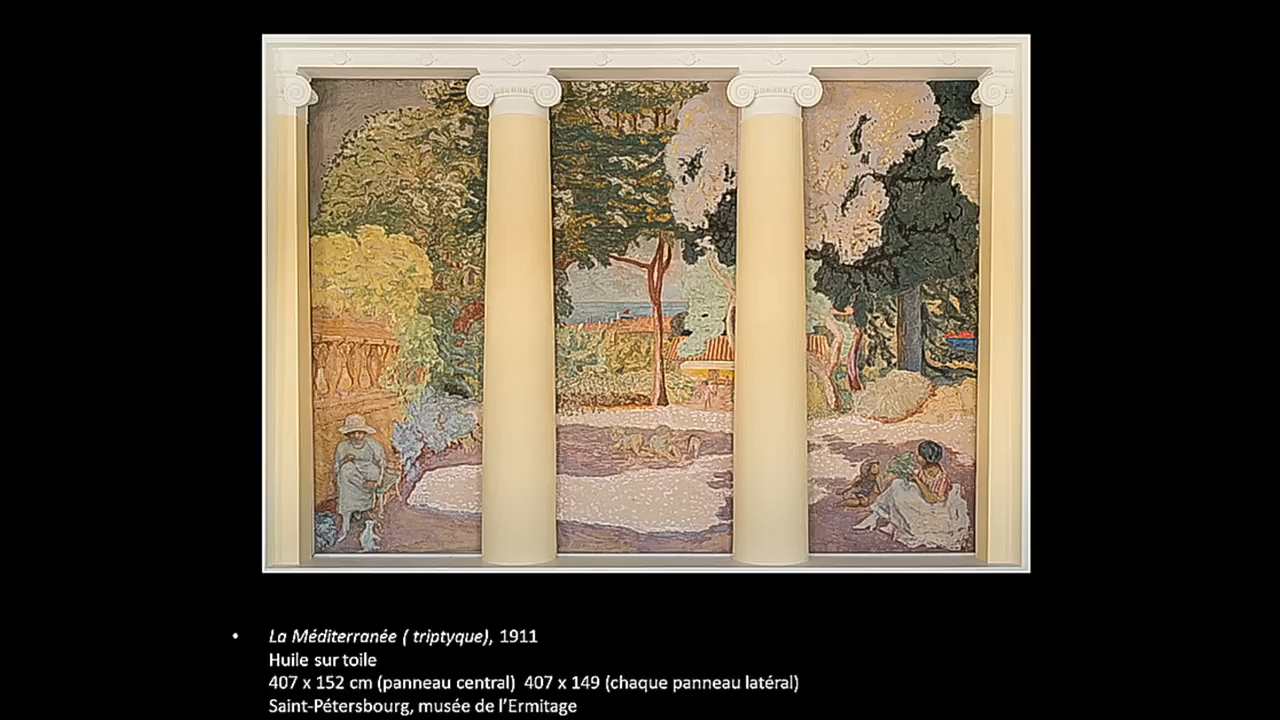 • La Méditerranée ( triptyque), 1911
Huile sur toile
407 x 152 cm (panneau central)  407 x 149 (chaque panneau latéral)
Saint-Pétersbourg, musée de l’Ermitage